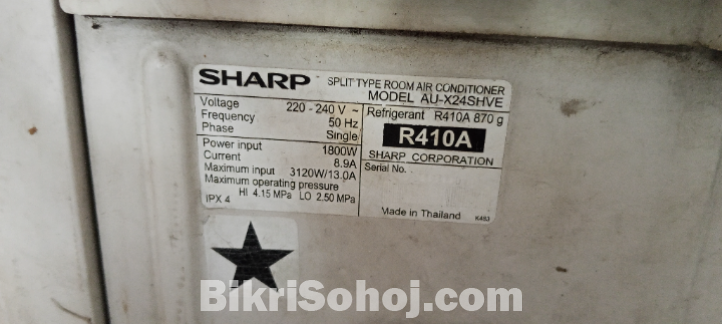 SHARP SPLIT TYPE ROOM AIR CONDITIONER
MODEL AU-X24SHVE
Voltage 220 - 240 V ~
Frequency 50 Hz
Phase Single
Power input 1800W
Current 8.9A
Maximum input 3120W/13.0A
Maximum operating pressure
HI 4.15 MPa LO 2.50 MPa
IPX 4
Refrigerant R410A 870 g
R410A
SHARP CORPORATION
Serial No.
Made in Thailand
BikriSohoj.com